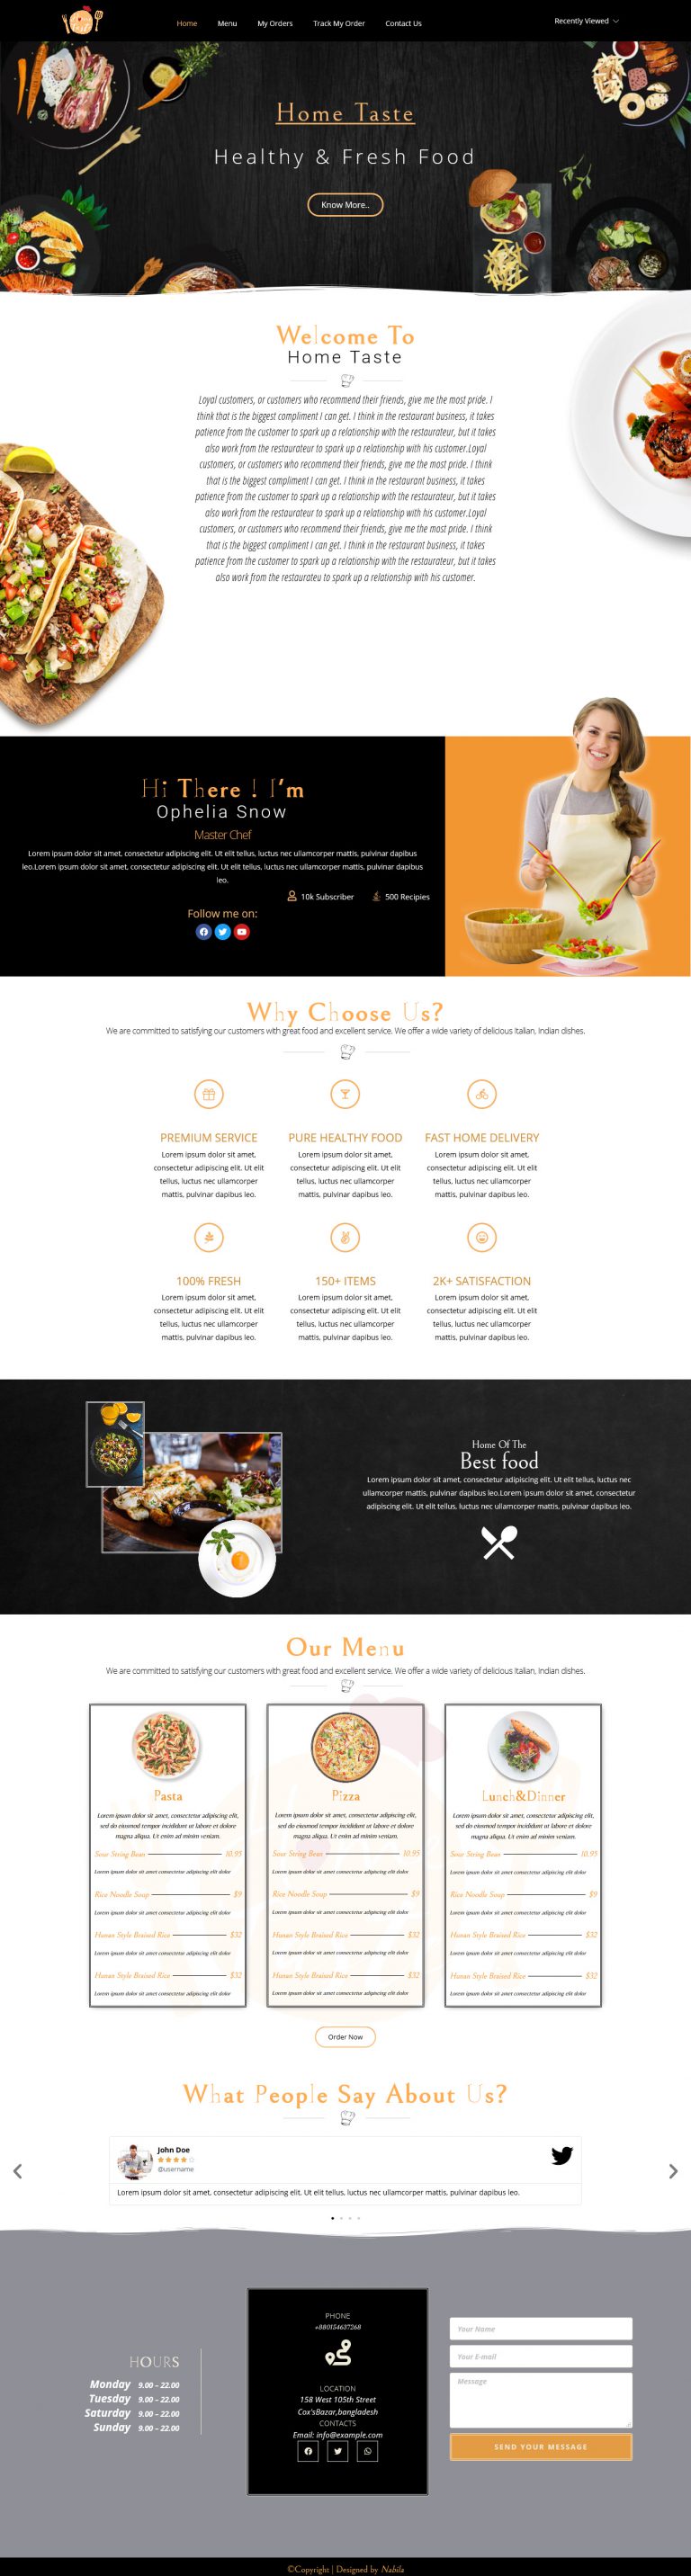 Home Menu My Orders Track My Order Contact Us Recently Viewed
Home Taste
Healthy & Fresh Food
Know More..
Welcome To
Home Taste
Loyal customers, or customers who recommend their friends, give me the most pride. I
think that is the biggest compliment I can get. I think in the restaurant business, it takes
patience from the customer to spark up a relationship with the restaurateur, but it takes
also work from the restaurateur to spark up a relationship with his customer.Loyal
customers, or customers who recommend their friends, give me the most pride. I think
that is the biggest compliment I can get. I think in the restaurant business, it takes
patience from the customer to spark up a relationship with the restaurateur, but it takes
also work from the restaurateur to spark up a relationship with his customer.Loyal
customers, or customers who recommend their friends, give me the most pride. I think
that is the biggest compliment I can get. I think in the restaurant business, it takes
patience from the customer to spark up a relationship with the restaurateur, but it takes
also work from the restaurateu to spark up a relationship with his customer.
Hi There ! I'm
Ophelia Snow
Master Chef
Lorem ipsum dolor sit amet, consectetur adipiscing elit. Ut elit tellus, luctus nec ullamcorper mattis, pulvinar dapibus
leo.Lorem ipsum dolor sit amet, consectetur adipiscing elit. Ut elit tellus, luctus nec ullamcorper mattis, pulvinar dapibus
leo.
10k Subscriber 500 Recipies
Follow me on:
Why Choose Us?
We are committed to satisfying our customers with great food and excellent service. We offer a wide variety of delicious Italian, Indian dishes.
PREMIUM SERVICE
Lorem ipsum dolor sit amet,
consectetur adipiscing elit. Ut elit
tellus, luctus nec ullamcorper
mattis, pulvinar dapibus leo.
PURE HEALTHY FOOD
Lorem ipsum dolor sit amet,
consectetur adipiscing elit. Ut elit
tellus, luctus nec ullamcorper
mattis, pulvinar dapibus leo.
FAST HOME DELIVERY
Lorem ipsum dolor sit amet,
consectetur adipiscing elit. Ut elit
tellus, luctus nec ullamcorper
mattis, pulvinar dapibus leo.
100% FRESH
Lorem ipsum dolor sit amet,
consectetur adipiscing elit. Ut elit
tellus, luctus nec ullamcorper
mattis, pulvinar dapibus leo.
150+ ITEMS
Lorem ipsum dolor sit amet,
consectetur adipiscing elit. Ut elit
tellus, luctus nec ullamcorper
mattis, pulvinar dapibus leo.
2K+ SATISFACTION
Lorem ipsum dolor sit amet,
consectetur adipiscing elit. Ut elit
tellus, luctus nec ullamcorper
mattis, pulvinar dapibus leo.
Home Of The
Best food
Lorem ipsum dolor sit amet, consectetur adipiscing elit. Ut elit tellus, luctus nec
ullamcorper mattis, pulvinar dapibus leo.Lorem ipsum dolor sit amet, consectetur
adipiscing elit. Ut elit tellus, luctus nec ullamcorper mattis, pulvinar dapibus leo.
Our Menu
We are committed to satisfying our customers with great food and excellent service. We offer a wide variety of delicious Italian, Indian dishes.
Pasta
Lorem ipsum dolor sit amet, consectetur adipiscing elit,
sed do eiusmod tempor incididunt ut labore et dolore
magna aliqua. Ut enim ad minim veniam.
Sour String Bean 10.95
Lorem ipsum dolor sit amet consectetur adipiscing elit dolor
Rice Noodle Soup $9
Lorem ipsum dolor sit amet consectetur adipiscing elit dolor
Hunan Style Braised Rice $32
Lorem ipsum dolor sit amet consectetur adipiscing elit dolor
Hunan Style Braised Rice $32
Lorem ipsum dolor sit amet consectetur adipiscing elit dolor
Pizza
Lorem ipsum dolor sit amet, consectetur adipiscing elit,
sed do eiusmod tempor incididunt ut labore et dolore
magna aliqua. Ut enim ad minim veniam.
Sour String Bean 10.95
Lorem ipsum dolor sit amet consectetur adipiscing elit dolor
Rice Noodle Soup $9
Lorem ipsum dolor sit amet consectetur adipiscing elit dolor
Hunan Style Braised Rice $32
Lorem ipsum dolor sit amet consectetur adipiscing elit dolor
Hunan Style Braised Rice $32
Lorem ipsum dolor sit amet consectetur adipiscing elit dolor
Lunch&Dinner
Lorem ipsum dolor sit amet, consectetur adipiscing elit,
sed do eiusmod tempor incididunt ut labore et dolore
magna aliqua. Ut enim ad minim veniam.
Sour String Bean 10.95
Lorem ipsum dolor sit amet consectetur adipiscing elit dolor
Rice Noodle Soup $9
Lorem ipsum dolor sit amet consectetur adipiscing elit dolor
Hunan Style Braised Rice $32
Lorem ipsum dolor sit amet consectetur adipiscing elit dolor
Hunan Style Braised Rice $32
Lorem ipsum dolor sit amet consectetur adipiscing elit dolor
Order Now
What People Say About Us?
John Doe
@username
Lorem ipsum dolor sit amet, consectetur adipiscing elit. Ut elit tellus, luctus nec ullamcorper mattis, pulvinar dapibus leo.
HOURS
Monday 9.00 – 22.00
Tuesday 9.00 – 22.00
Saturday 9.00 – 22.00
Sunday 9.00 – 22.00
PHONE
+880154637268
LOCATION
158 West 105th Street
Cox'sBazar,bangladesh
CONTACTS
Email: info@example.com
Your Name
Your E-mail
Message
SEND YOUR MESSAGE
©Copyright | Designed by Nabila